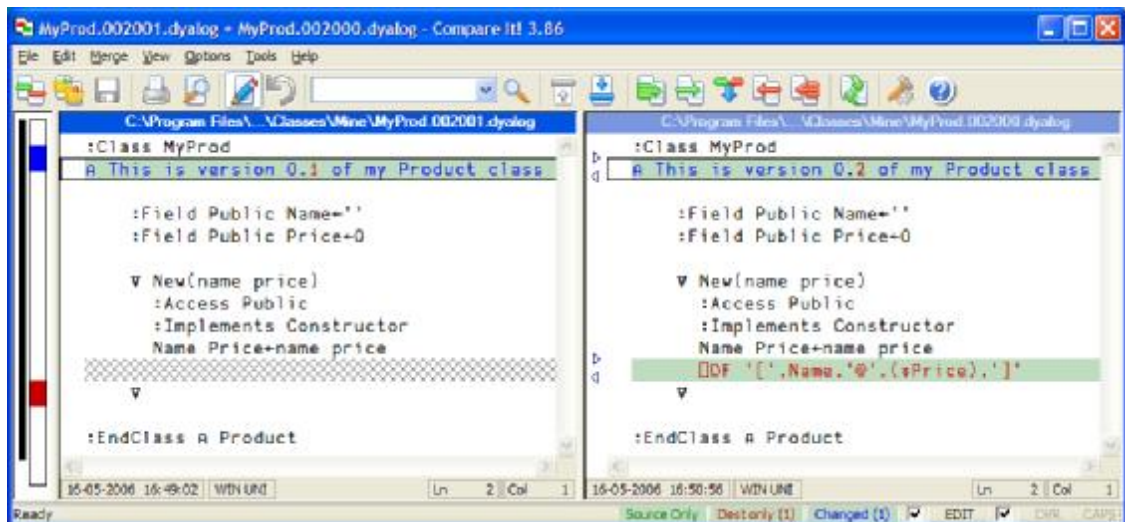 MyProd.002001.dyalog - MyProd.002000.dyalog - Compare It! 3.86
File Edit Merge View Options Tools Help
C:\Program Files\...\Classes\Mine\MyProd.002001.dyalog
:Class MyProd
⍝ This is version 0.1 of my Product class
:Field Public Name←''
:Field Public Price←0
∇ New(name price)
:Access Public
:Implements Constructor
Name Price←name price
∇
:EndClass ⍝ Product
16-05-2006 16:49:02 WIN UNI Ln 2 Col 1
C:\Program Files\...\Classes\Mine\MyProd.002000.dyalog
:Class MyProd
⍝ This is version 0.2 of my Product class
:Field Public Name←''
:Field Public Price←0
∇ New(name price)
:Access Public
:Implements Constructor
Name Price←name price
⎕DF '[',Name,'@',(⍕Price),']'
∇
:EndClass ⍝ Product
16-05-2006 16:50:56 WIN UNI Ln 2 Col 1
Ready Source Only Dest only (1) Changed (1) EDIT OVR CAPS